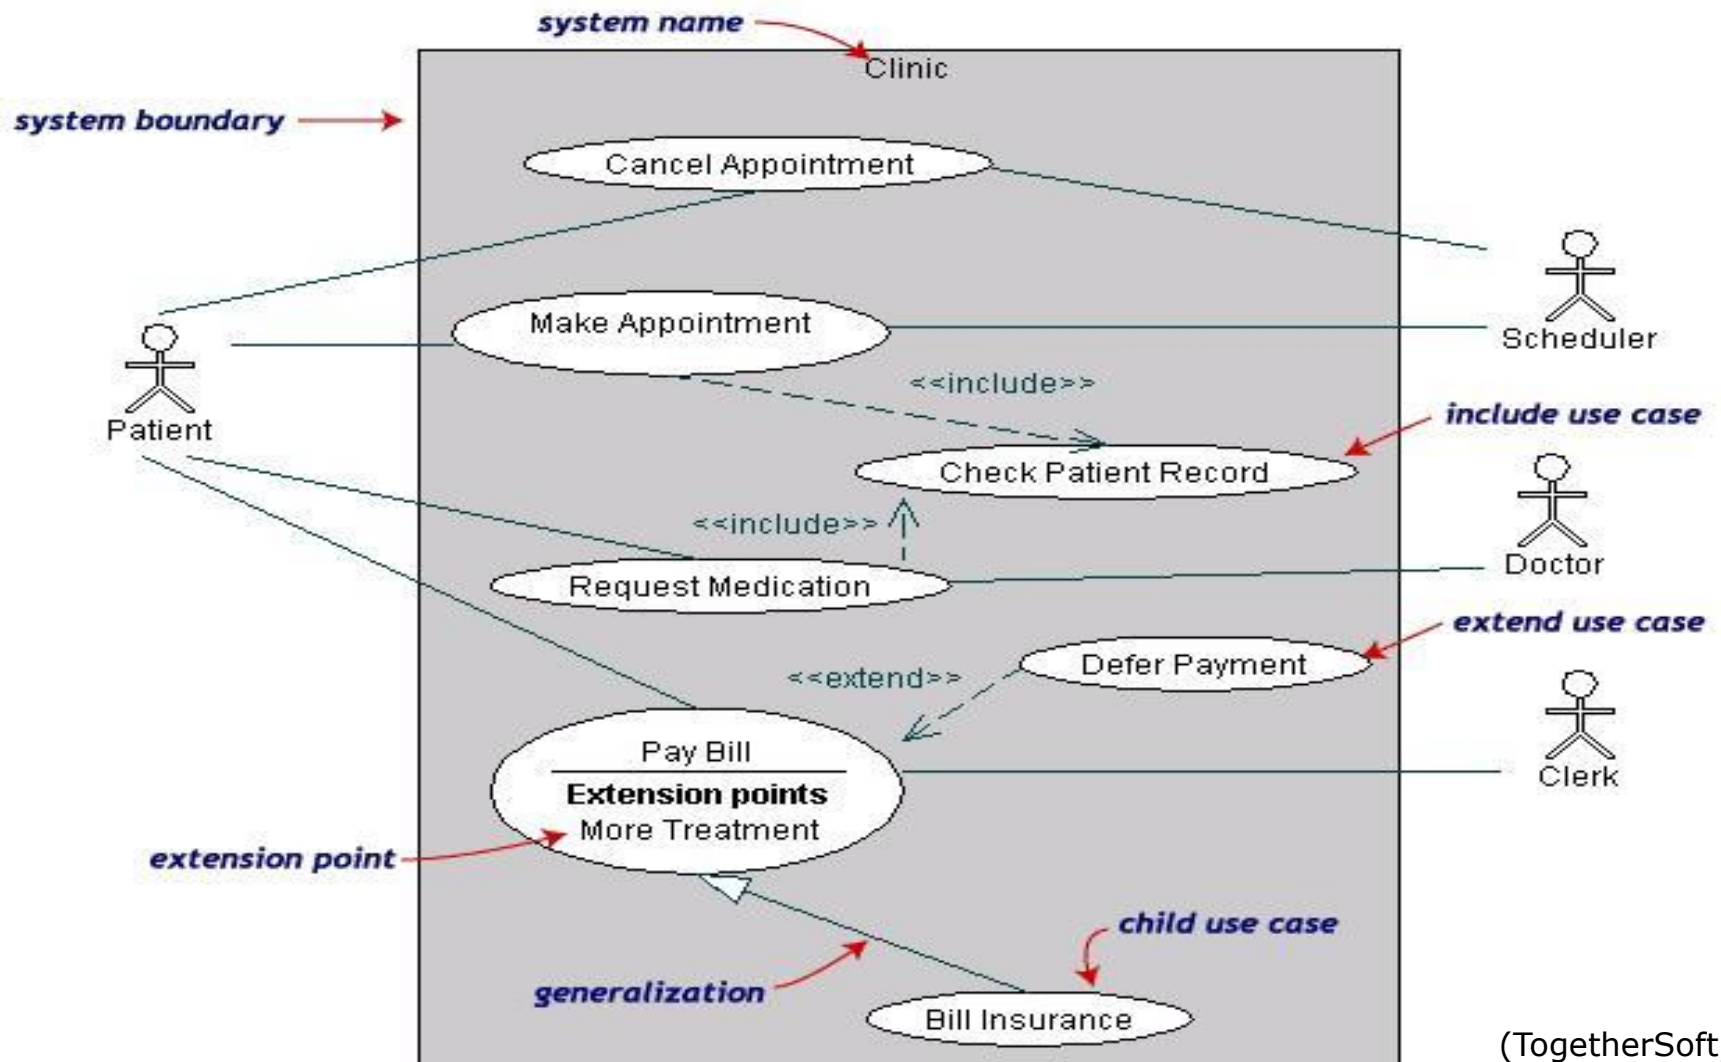 system name
Clinic
system boundary
Cancel Appointment
Make Appointment
Scheduler
<<include>>
include use case
Patient
Check Patient Record
<<include>>
Doctor
Request Medication
extend use case
Defer Payment
<<extend>>
Pay Bill
Clerk
Extension points
More Treatment
extension point
child use case
generalization
Bill Insurance
(TogetherSoft